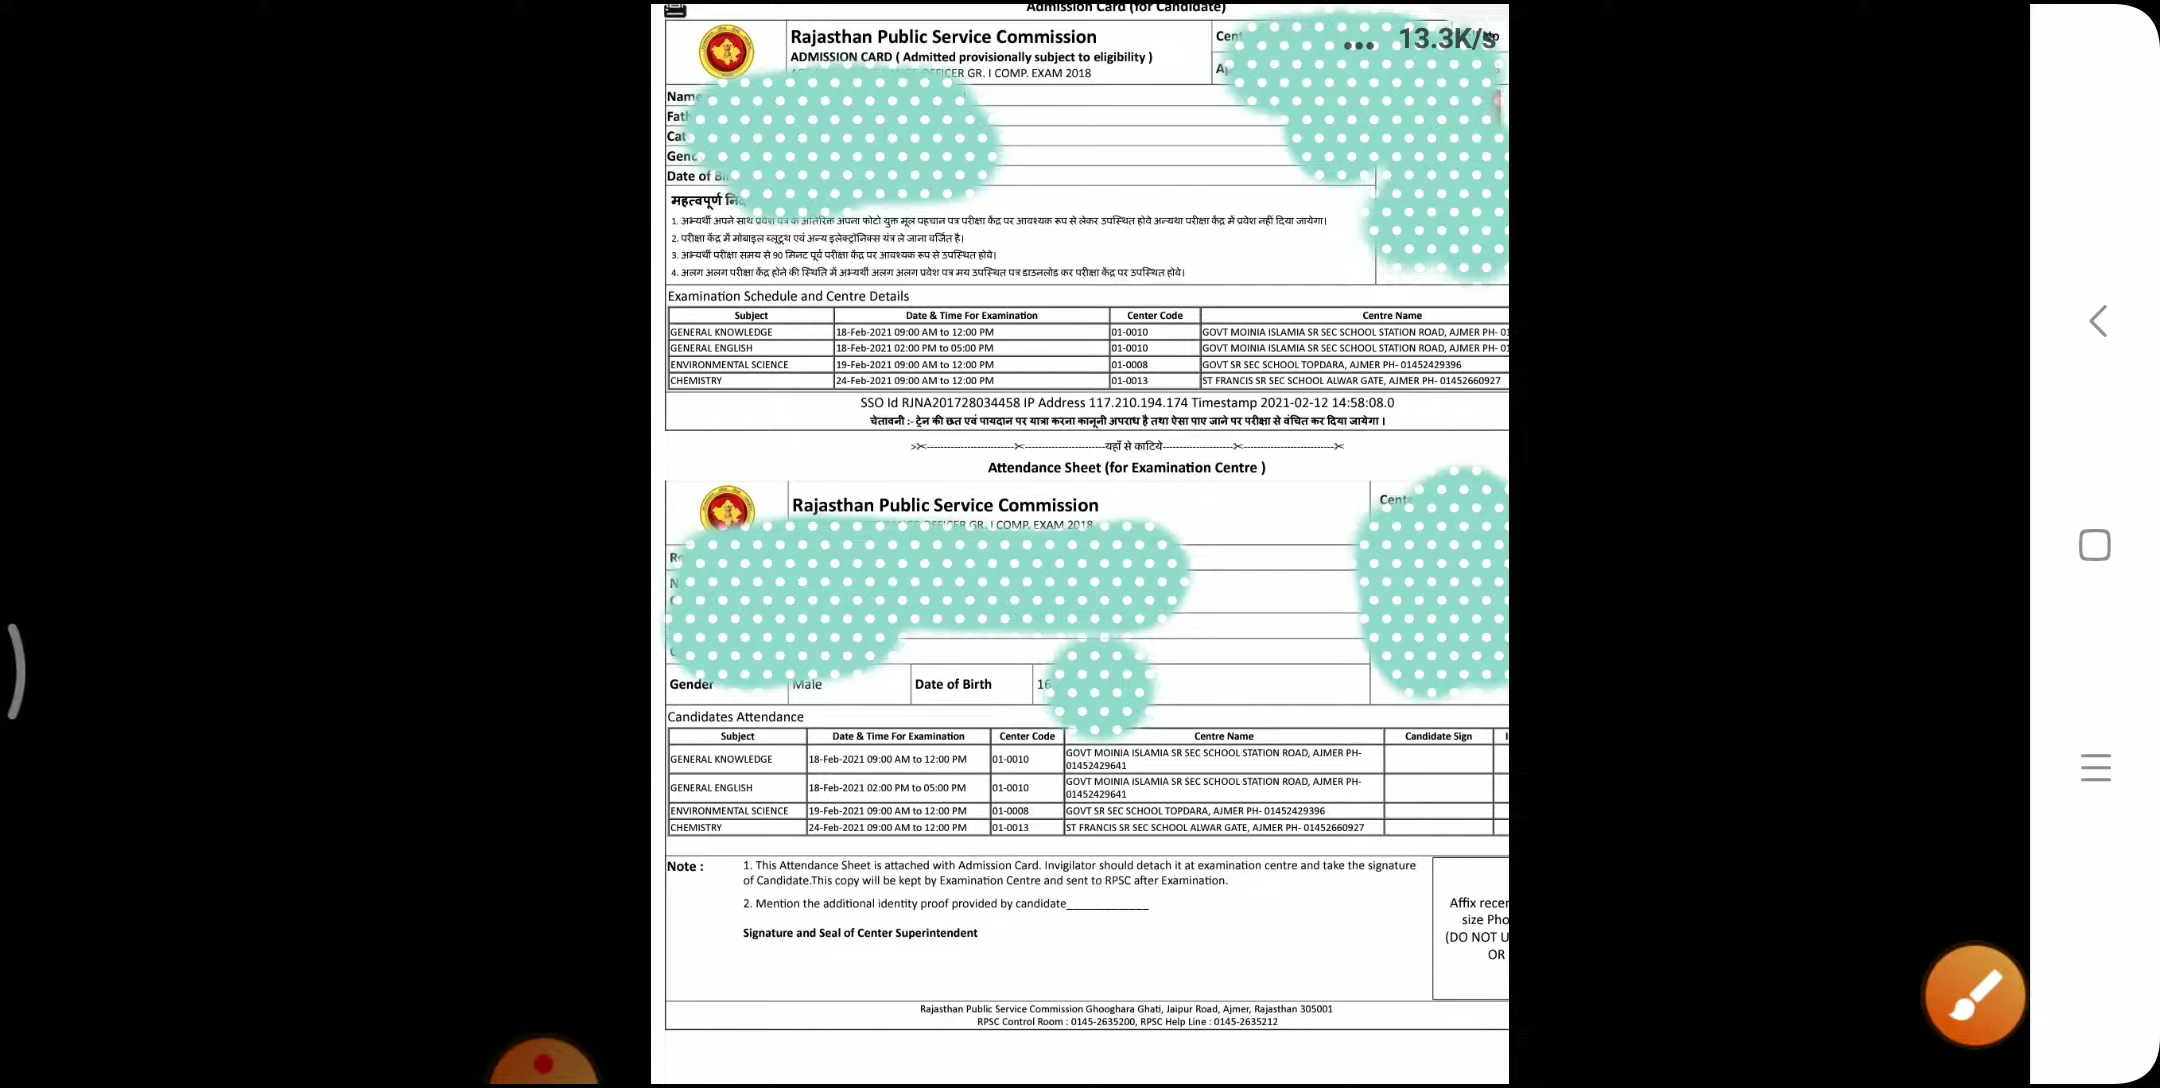 Admission Card (for Candidate)
Rajasthan Public Service Commission
ADMISSION CARD ( Admitted provisionally subject to eligibility )
OFFICER GR. I COMP. EXAM 2018
13.3K/s
Name
Date of
महत्वपूर्ण
1. अभ्यर्थी अपने साथ प्रवेश पत्र के अतिरिक्त अपना फोटो युक्त मूल पहचान पत्र परीक्षा केंद्र पर आवश्यक रूप से लेकर उपस्थित होवे अन्यथा परीक्षा केंद्र में प्रवेश नहीं दिया जायेगा।
2. परीक्षा केंद्र में मोबाइल ब्लूटूथ एवं अन्य इलेक्ट्रॉनिक्स यंत्र ले जाना वर्जित है।
3. अभ्यर्थी परीक्षा समय से 90 मिनट पूर्व परीक्षा केंद्र पर आवश्यक रूप से उपस्थित होवे।
4. अलग अलग परीक्षा केंद्र होने की स्थिति में अभ्यर्थी अलग अलग प्रवेश पत्र मय उपस्थित पत्र डाउनलोड कर परीक्षा केंद्र पर उपस्थित होवे।
Examination Schedule and Centre Details
Subject Date & Time For Examination Center Code Centre Name
GENERAL KNOWLEDGE 18-Feb-2021 09:00 AM to 12:00 PM 01-0010 GOVT MOINIA ISLAMIA SR SEC SCHOOL STATION ROAD, AJMER PH- 01
GENERAL ENGLISH 18-Feb-2021 02:00 PM to 05:00 PM 01-0010 GOVT MOINIA ISLAMIA SR SEC SCHOOL STATION ROAD, AJMER PH- 01
ENVIRONMENTAL SCIENCE 19-Feb-2021 09:00 AM to 12:00 PM 01-0008 GOVT SR SEC SCHOOL TOPDARA, AJMER PH- 01452429396
CHEMISTRY 24-Feb-2021 09:00 AM to 12:00 PM 01-0013 ST FRANCIS SR SEC SCHOOL ALWAR GATE, AJMER PH- 01452660927
SSO Id RJNA201728034458 IP Address 117.210.194.174 Timestamp 2021-02-12 14:58:08.0
चेतावनी :- ट्रेन की छत एवं पायदान पर यात्रा करना कानूनी अपराध है तथा ऐसा पाए जाने पर परीक्षा से वंचित कर दिया जायेगा ।
यहाँ से काटिये
Attendance Sheet (for Examination Centre )
Rajasthan Public Service Commission
OFFICER GR. I COMP. EXAM 2018
Gender Male Date of Birth 16
Candidates Attendance
Subject Date & Time For Examination Center Code Centre Name Candidate Sign
GENERAL KNOWLEDGE 18-Feb-2021 09:00 AM to 12:00 PM 01-0010 GOVT MOINIA ISLAMIA SR SEC SCHOOL STATION ROAD, AJMER PH-
01452429641
GENERAL ENGLISH 18-Feb-2021 02:00 PM to 05:00 PM 01-0010 GOVT MOINIA ISLAMIA SR SEC SCHOOL STATION ROAD, AJMER PH-
01452429641
ENVIRONMENTAL SCIENCE 19-Feb-2021 09:00 AM to 12:00 PM 01-0008 GOVT SR SEC SCHOOL TOPDARA, AJMER PH- 01452429396
CHEMISTRY 24-Feb-2021 09:00 AM to 12:00 PM 01-0013 ST FRANCIS SR SEC SCHOOL ALWAR GATE, AJMER PH- 01452660927
Note : 1. This Attendance Sheet is attached with Admission Card. Invigilator should detach it at examination centre and take the signature
of Candidate.This copy will be kept by Examination Centre and sent to RPSC after Examination.
2. Mention the additional identity proof provided by candidate______________
Signature and Seal of Center Superintendent
Affix recen
size Pho
(DO NOT U
OR
Rajasthan Public Service Commission Ghooghara Ghati, Jaipur Road, Ajmer, Rajasthan 305001
RPSC Control Room : 0145-2635200, RPSC Help Line : 0145-2635212